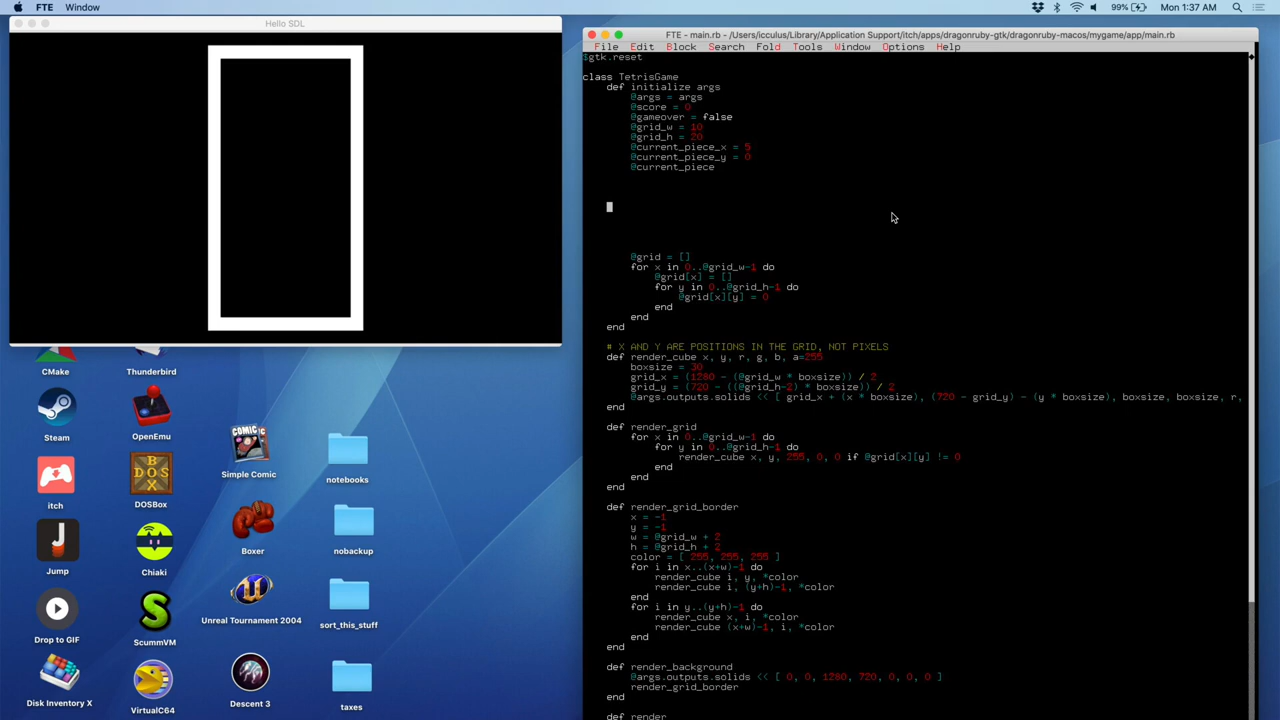 FTE Window 99% Mon 1:37 AM
Hello SDL
FTE - main.rb - /Users/icculus/Library/Application Support/itch/apps/dragonruby-gtk/dragonruby-macos/mygame/app/main.rb
File Edit Block Search Fold Tools Window Options Help
$gtk.reset
class TetrisGame
def initialize args
@args = args
@score = 0
@gameover = false
@grid_w = 10
@grid_h = 20
@current_piece_x = 5
@current_piece_y = 0
@current_piece
@grid = []
for x in 0..@grid_w-1 do
@grid[x] = []
for y in 0..@grid_h-1 do
@grid[x][y] = 0
end
end
end
# X AND Y ARE POSITIONS IN THE GRID, NOT PIXELS
def render_cube x, y, r, g, b, a=255
boxsize = 30
grid_x = (1280 - (@grid_w * boxsize)) / 2
grid_y = (720 - ((@grid_h-2) * boxsize)) / 2
@args.outputs.solids << [ grid_x + (x * boxsize), (720 - grid_y) - (y * boxsize), boxsize, boxsize, r,
end
def render_grid
for x in 0..@grid_w-1 do
for y in 0..@grid_h-1 do
render_cube x, y, 255, 0, 0 if @grid[x][y] != 0
end
end
end
def render_grid_border
x = -1
y = -1
w = @grid_w + 2
h = @grid_h + 2
color = [ 255, 255, 255 ]
for i in x..(x+w)-1 do
render_cube i, y, *color
render_cube i, (y+h)-1, *color
end
for i in y..(y+h)-1 do
render_cube x, i, *color
render_cube (x+w)-1, i, *color
end
end
def render_background
@args.outputs.solids << [ 0, 0, 1280, 720, 0, 0, 0 ]
render_grid_border
end
def render
CMake Thunderbird
Steam OpenEmu
Simple Comic notebooks
itch DOSBox
Boxer nobackup
Jump Chiaki
Unreal Tournament 2004 sort_this_stuff
Drop to GIF ScummVM
Disk Inventory X VirtualC64 Descent 3 taxes